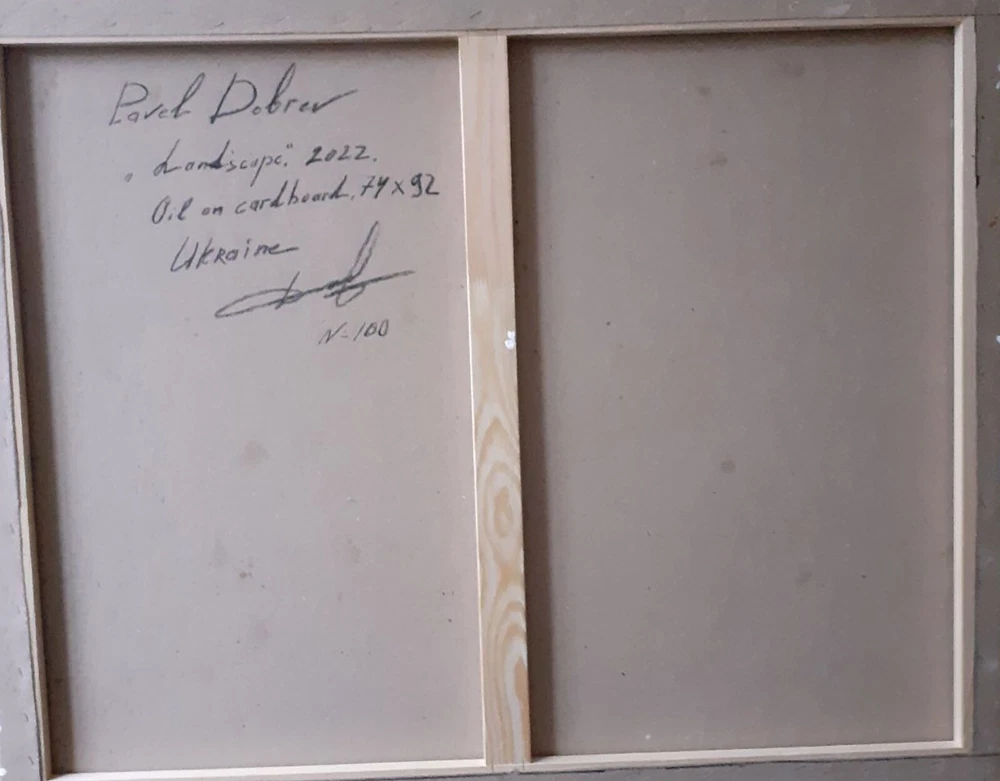 Pavel Dobrev
„Landscape". 2022.
Oil on cardboard. 74x92
Ukraine
N-100